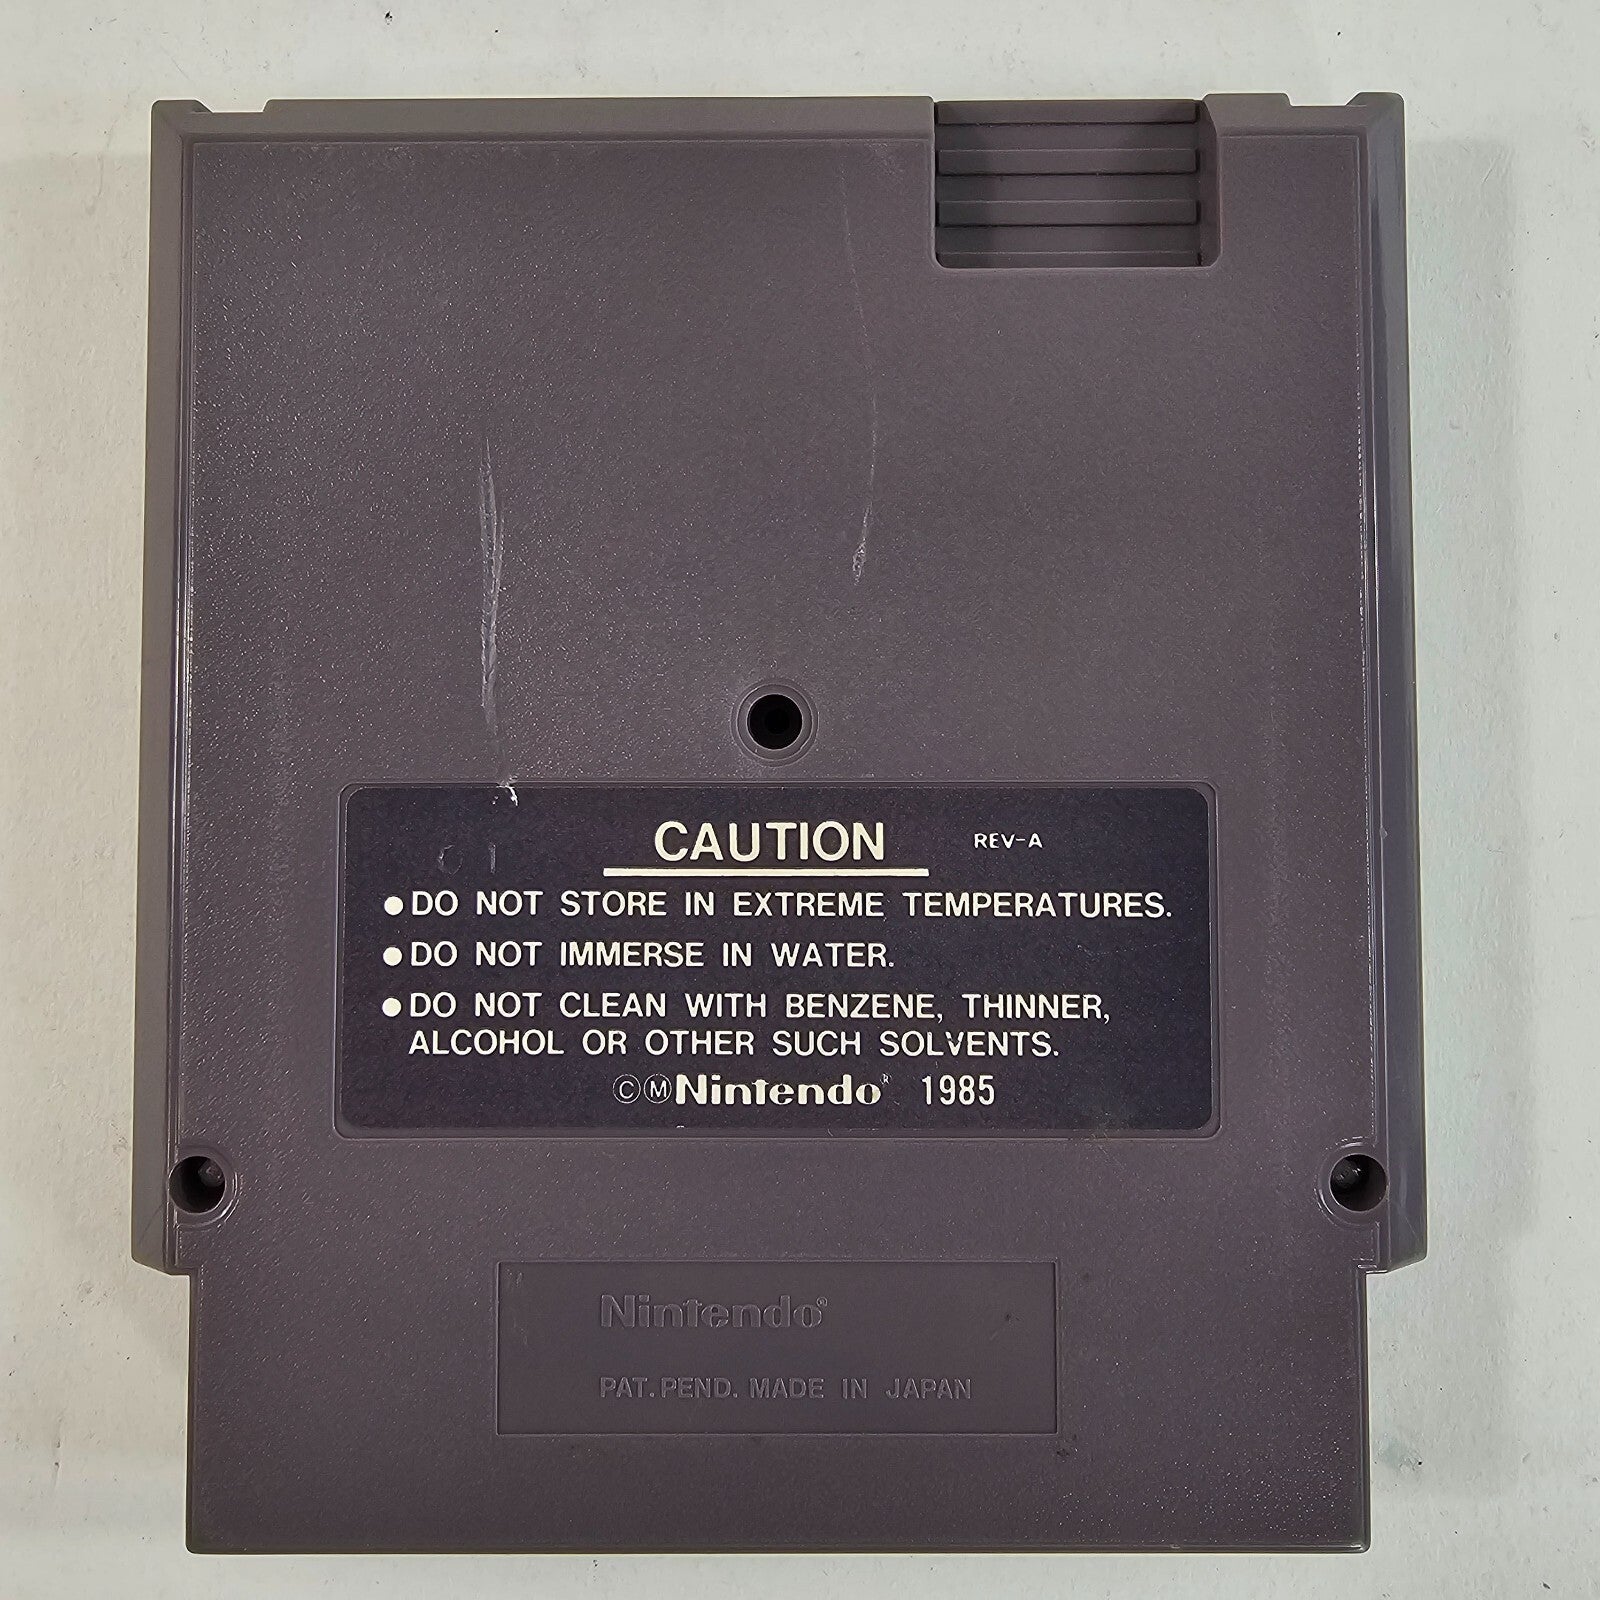 CAUTION REV-A
●DO NOT STORE IN EXTREME TEMPERATURES.
●DO NOT IMMERSE IN WATER.
●DO NOT CLEAN WITH BENZENE, THINNER,
ALCOHOL OR OTHER SUCH SOLVENTS.
ⒸⓂNintendo® 1985
Nintendo®
PAT. PEND. MADE IN JAPAN